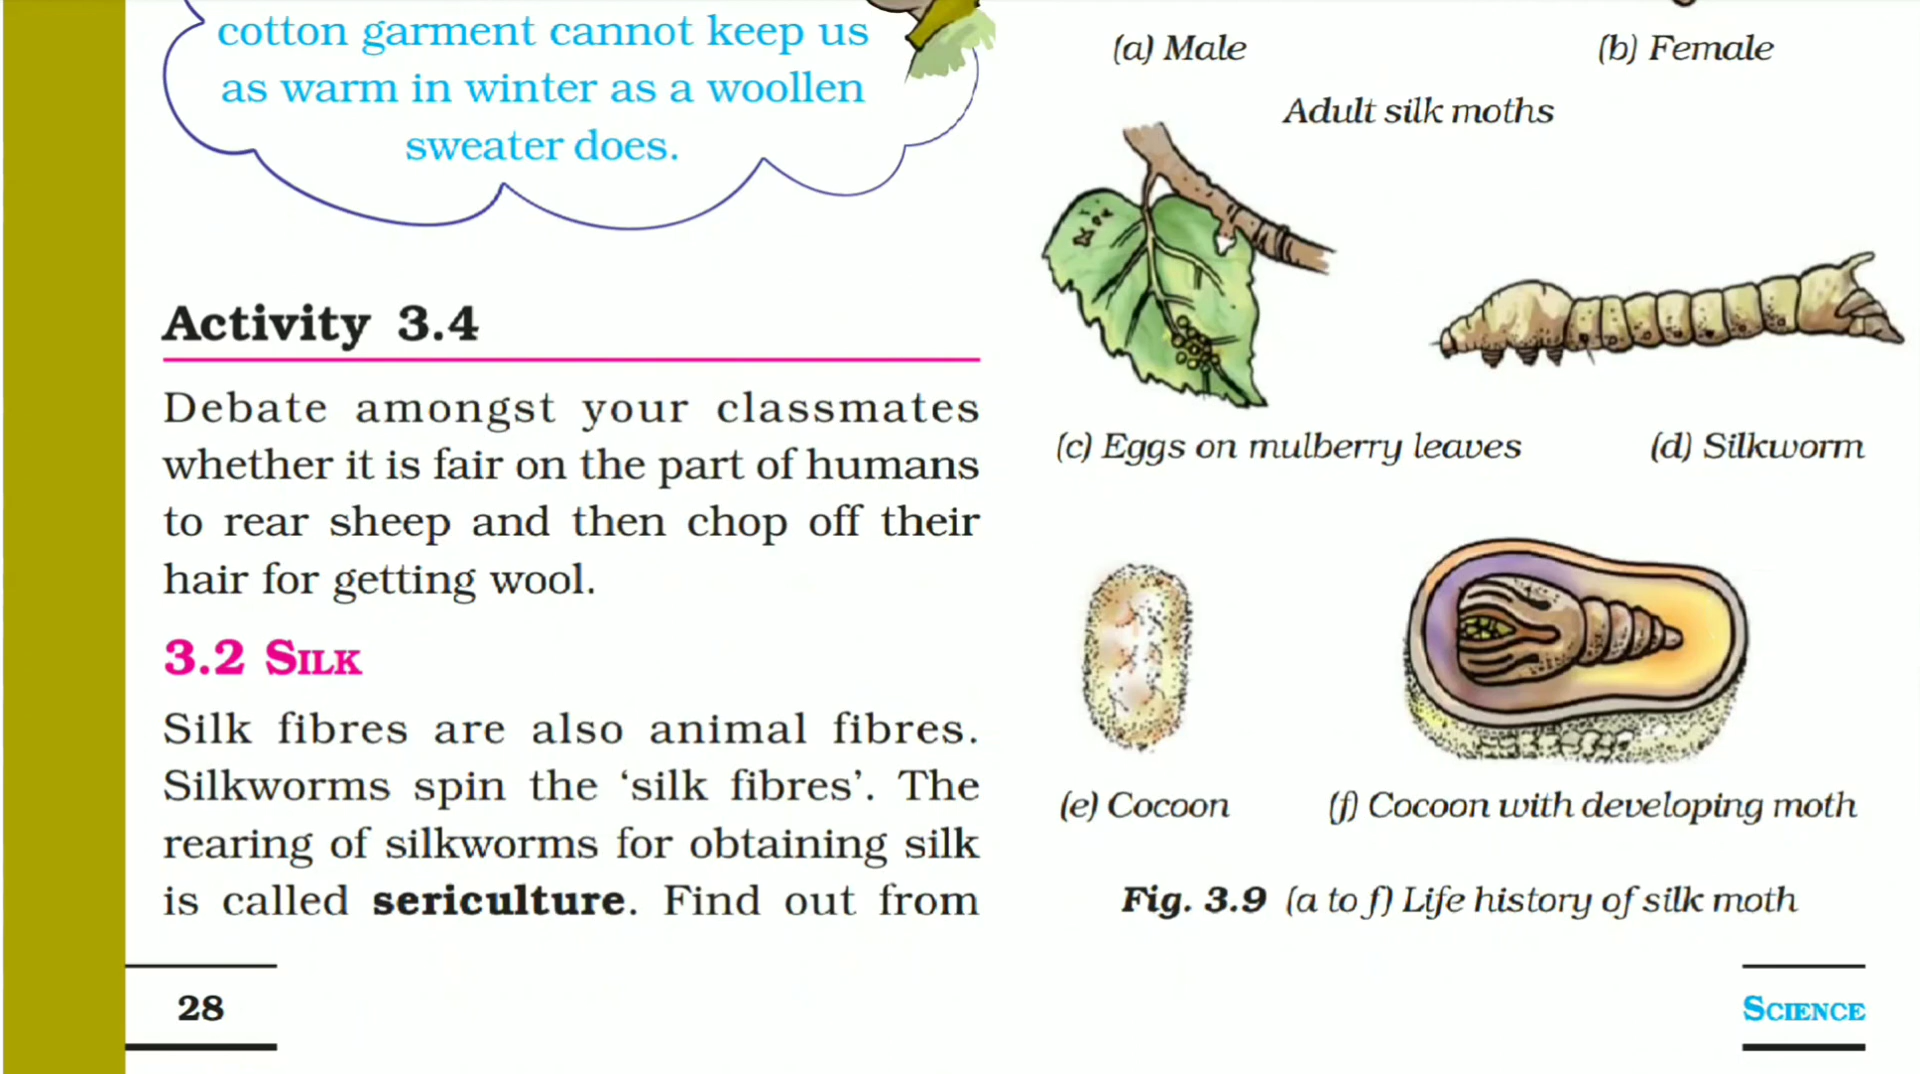 cotton garment cannot keep us
as warm in winter as a woollen
sweater does.
Activity 3.4
Debate amongst your classmates
whether it is fair on the part of humans
to rear sheep and then chop off their
hair for getting wool.
3.2 SILK
Silk fibres are also animal fibres.
Silkworms spin the ‘silk fibres’. The
rearing of silkworms for obtaining silk
is called sericulture. Find out from
28
(a) Male
(b) Female
Adult silk moths
(c) Eggs on mulberry leaves
(d) Silkworm
(e) Cocoon
(f) Cocoon with developing moth
Fig. 3.9 (a to f) Life history of silk moth
SCIENCE